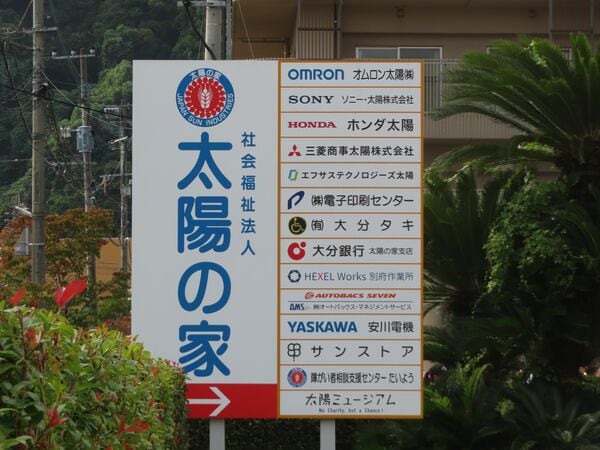 太陽の家
JAPAN SUN INDUSTRIES
社会福祉法人
太陽の家
OMRON オムロン太陽㈱
SONY ソニー・太陽株式会社
HONDA ホンダ太陽
三菱商事太陽株式会社
エフサステクノロジーズ太陽
㈱電子印刷センター
㈲大分タキ
大分銀行 太陽の家支店
HEXEL Works 別府作業所
AUTOBACS SEVEN
AMS ㈱オートバックス・マネジメントサービス
YASKAWA 安川電機
サンストア
障がい者相談支援センター たいよう
太陽ミュージアム
No Charity, but a Chance!